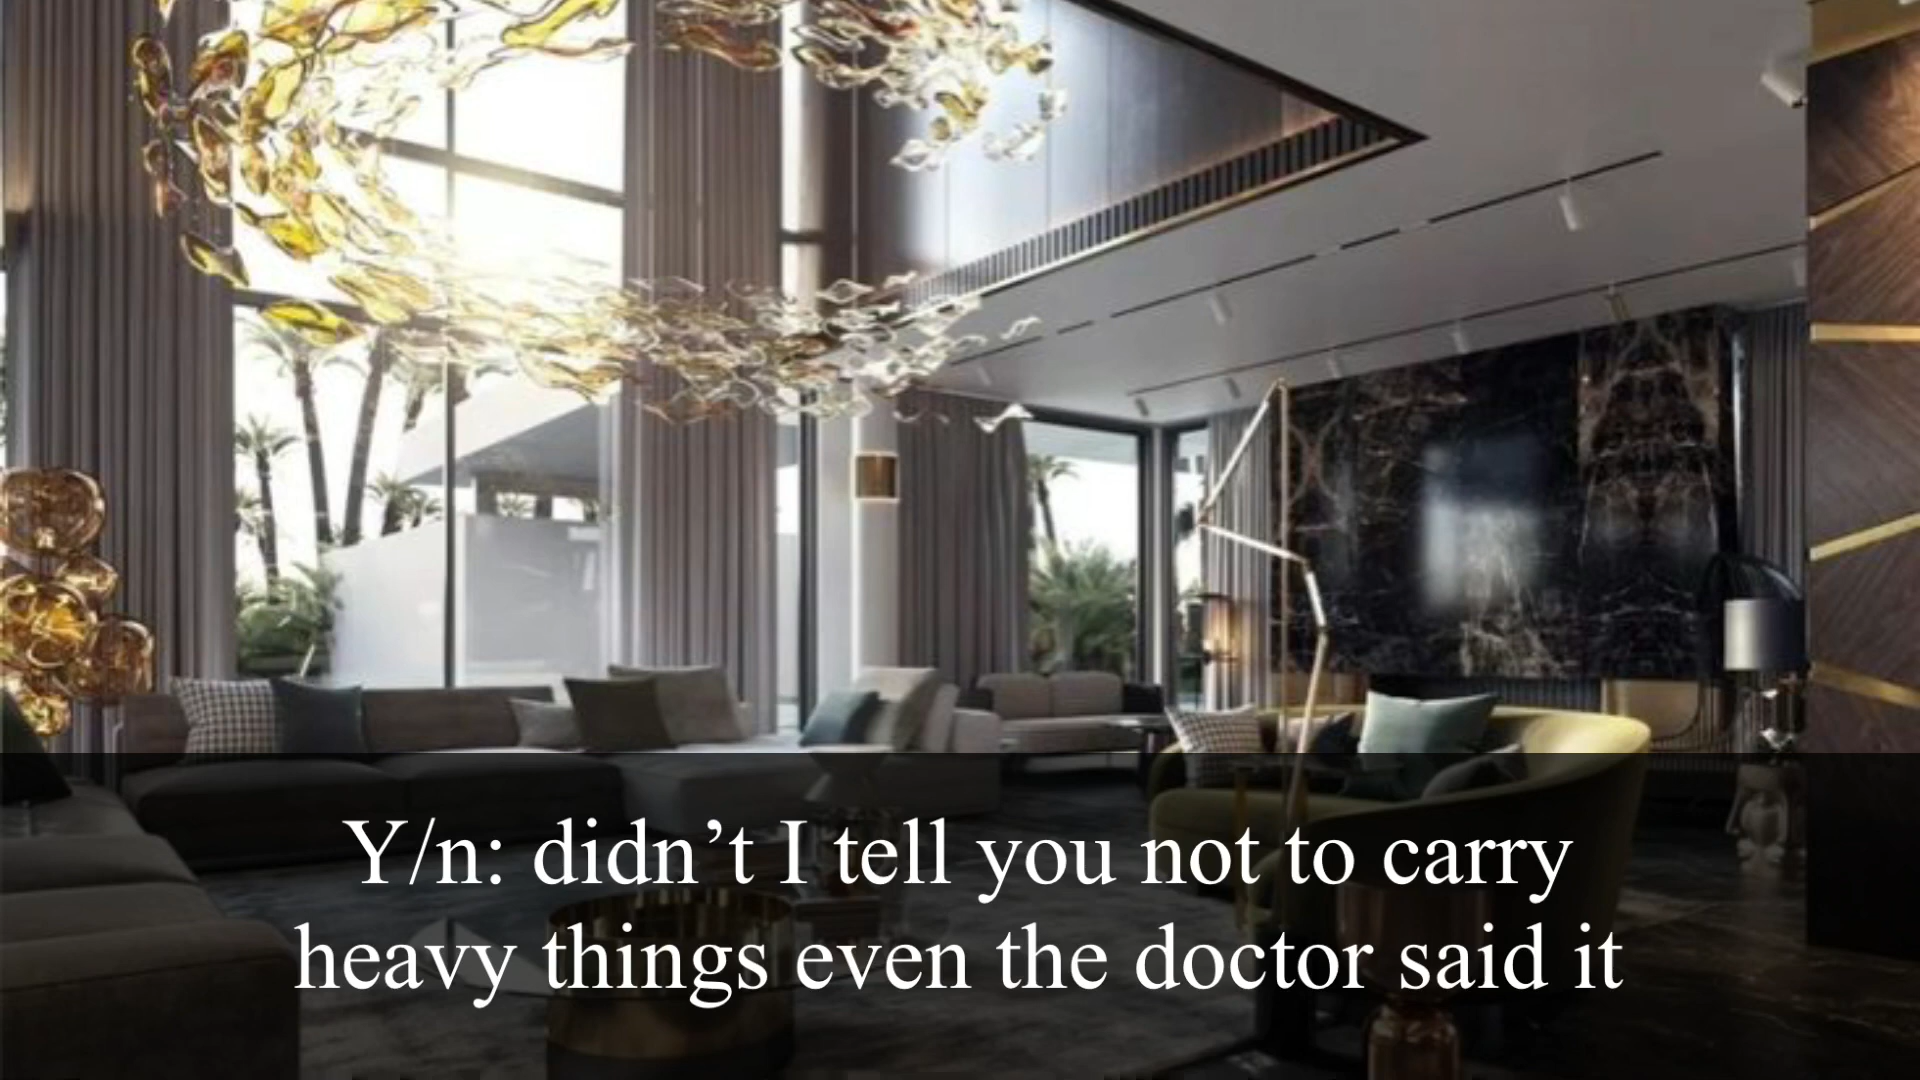 Y/n: didn’t I tell you not to carry
heavy things even the doctor said it